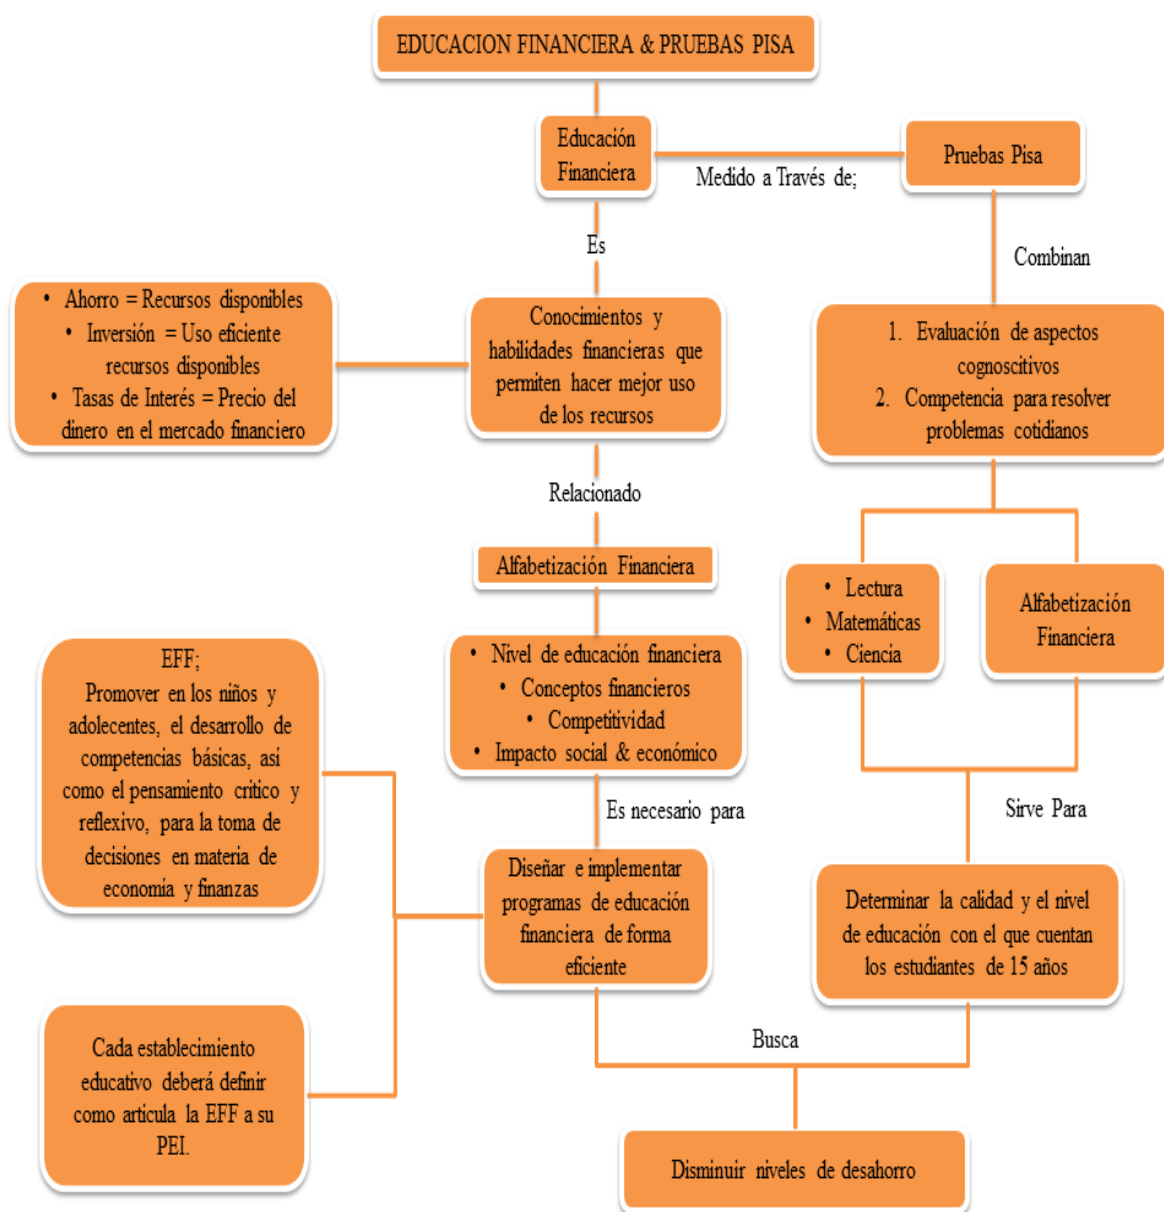 EDUCACION FINANCIERA & PRUEBAS PISA
Educación
Financiera
Medido a Través de;
Pruebas Pisa
Es
Combinan
• Ahorro = Recursos disponibles
• Inversión = Uso eficiente
recursos disponibles
• Tasas de Interés = Precio del
dinero en el mercado financiero
Conocimientos y
habilidades financieras que
permiten hacer mejor uso
de los recursos
1. Evaluación de aspectos
cognoscitivos
2. Competencia para resolver
problemas cotidianos
Relacionado
Alfabetización Financiera
• Lectura
• Matemáticas
• Ciencia
Alfabetización
Financiera
• Nivel de educación financiera
• Conceptos financieros
• Competitividad
• Impacto social & económico
EFF;
Promover en los niños y
adolecentes, el desarrollo de
competencias básicas, así
como el pensamiento critico y
reflexivo, para la toma de
decisiones en materia de
economía y finanzas
Es necesario para
Sirve Para
Diseñar e implementar
programas de educación
financiera de forma
eficiente
Determinar la calidad y el nivel
de educación con el que cuentan
los estudiantes de 15 años
Cada establecimiento
educativo deberá definir
como articula la EFF a su
PEI.
Busca
Disminuir niveles de desahorro